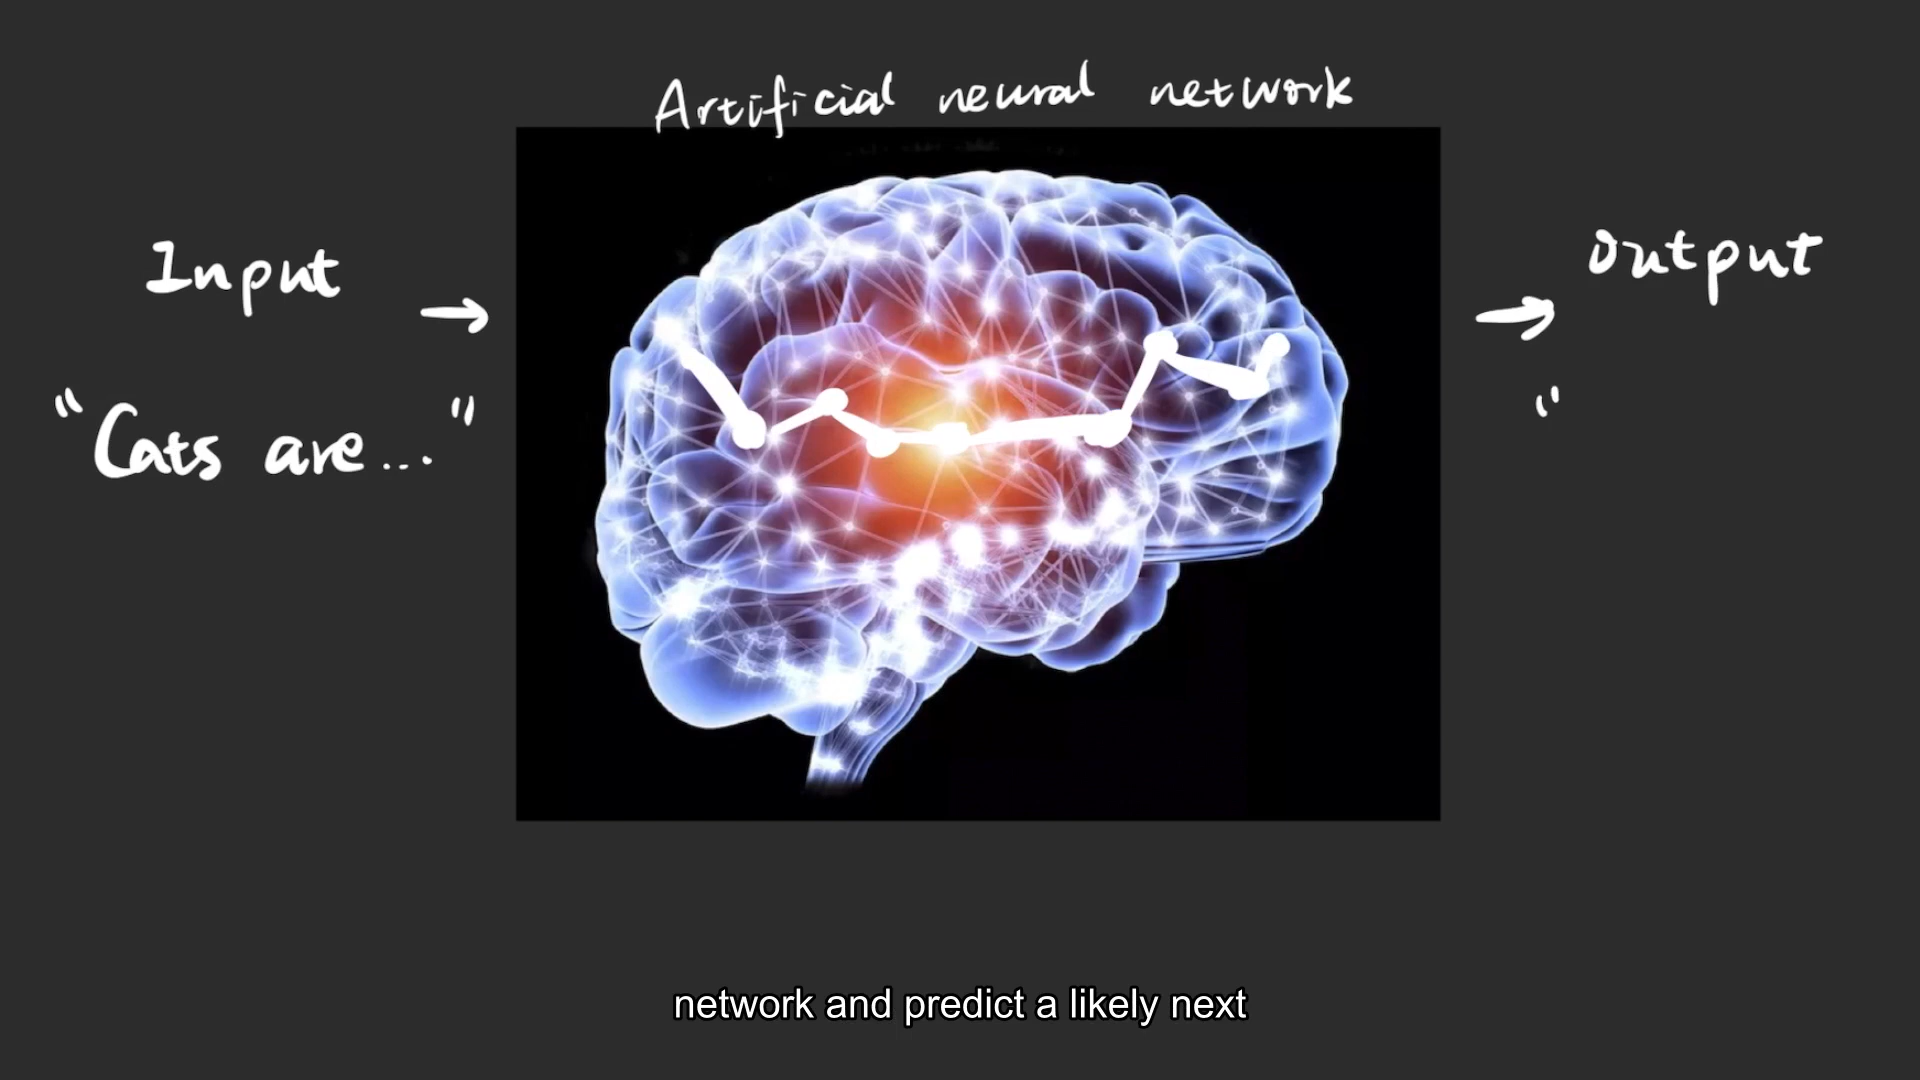 Artificial neural network
Input →
Output
→
"Cats are..."
"
network and predict a likely next